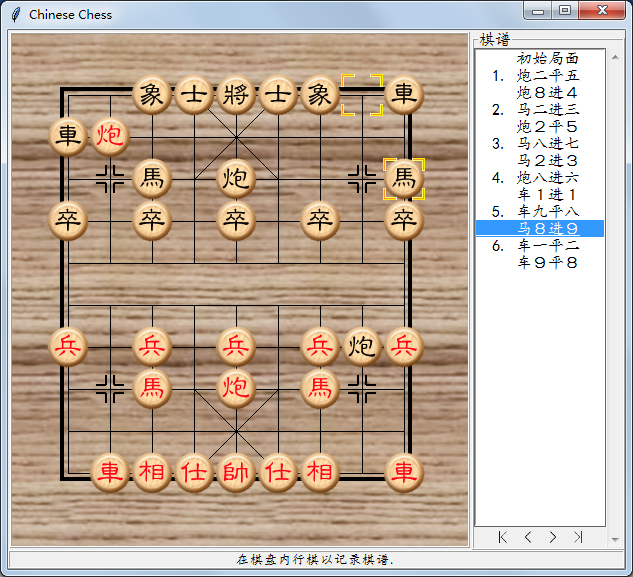 Chinese Chess
棋谱
初始局面
1. 炮二平五
炮８进４
2. 马二进三
炮２平５
3. 马八进七
马２进３
4. 炮八进六
车１进１
5. 车九平八
马８进９
6. 车一平二
车９平８
象 士 將 士 象 車
車 炮
馬 炮 馬
卒 卒 卒 卒 卒
兵 兵 兵 兵 炮 兵
馬 炮 馬
車 相 仕 帥 仕 相 車
在棋盘内行棋以记录棋谱.